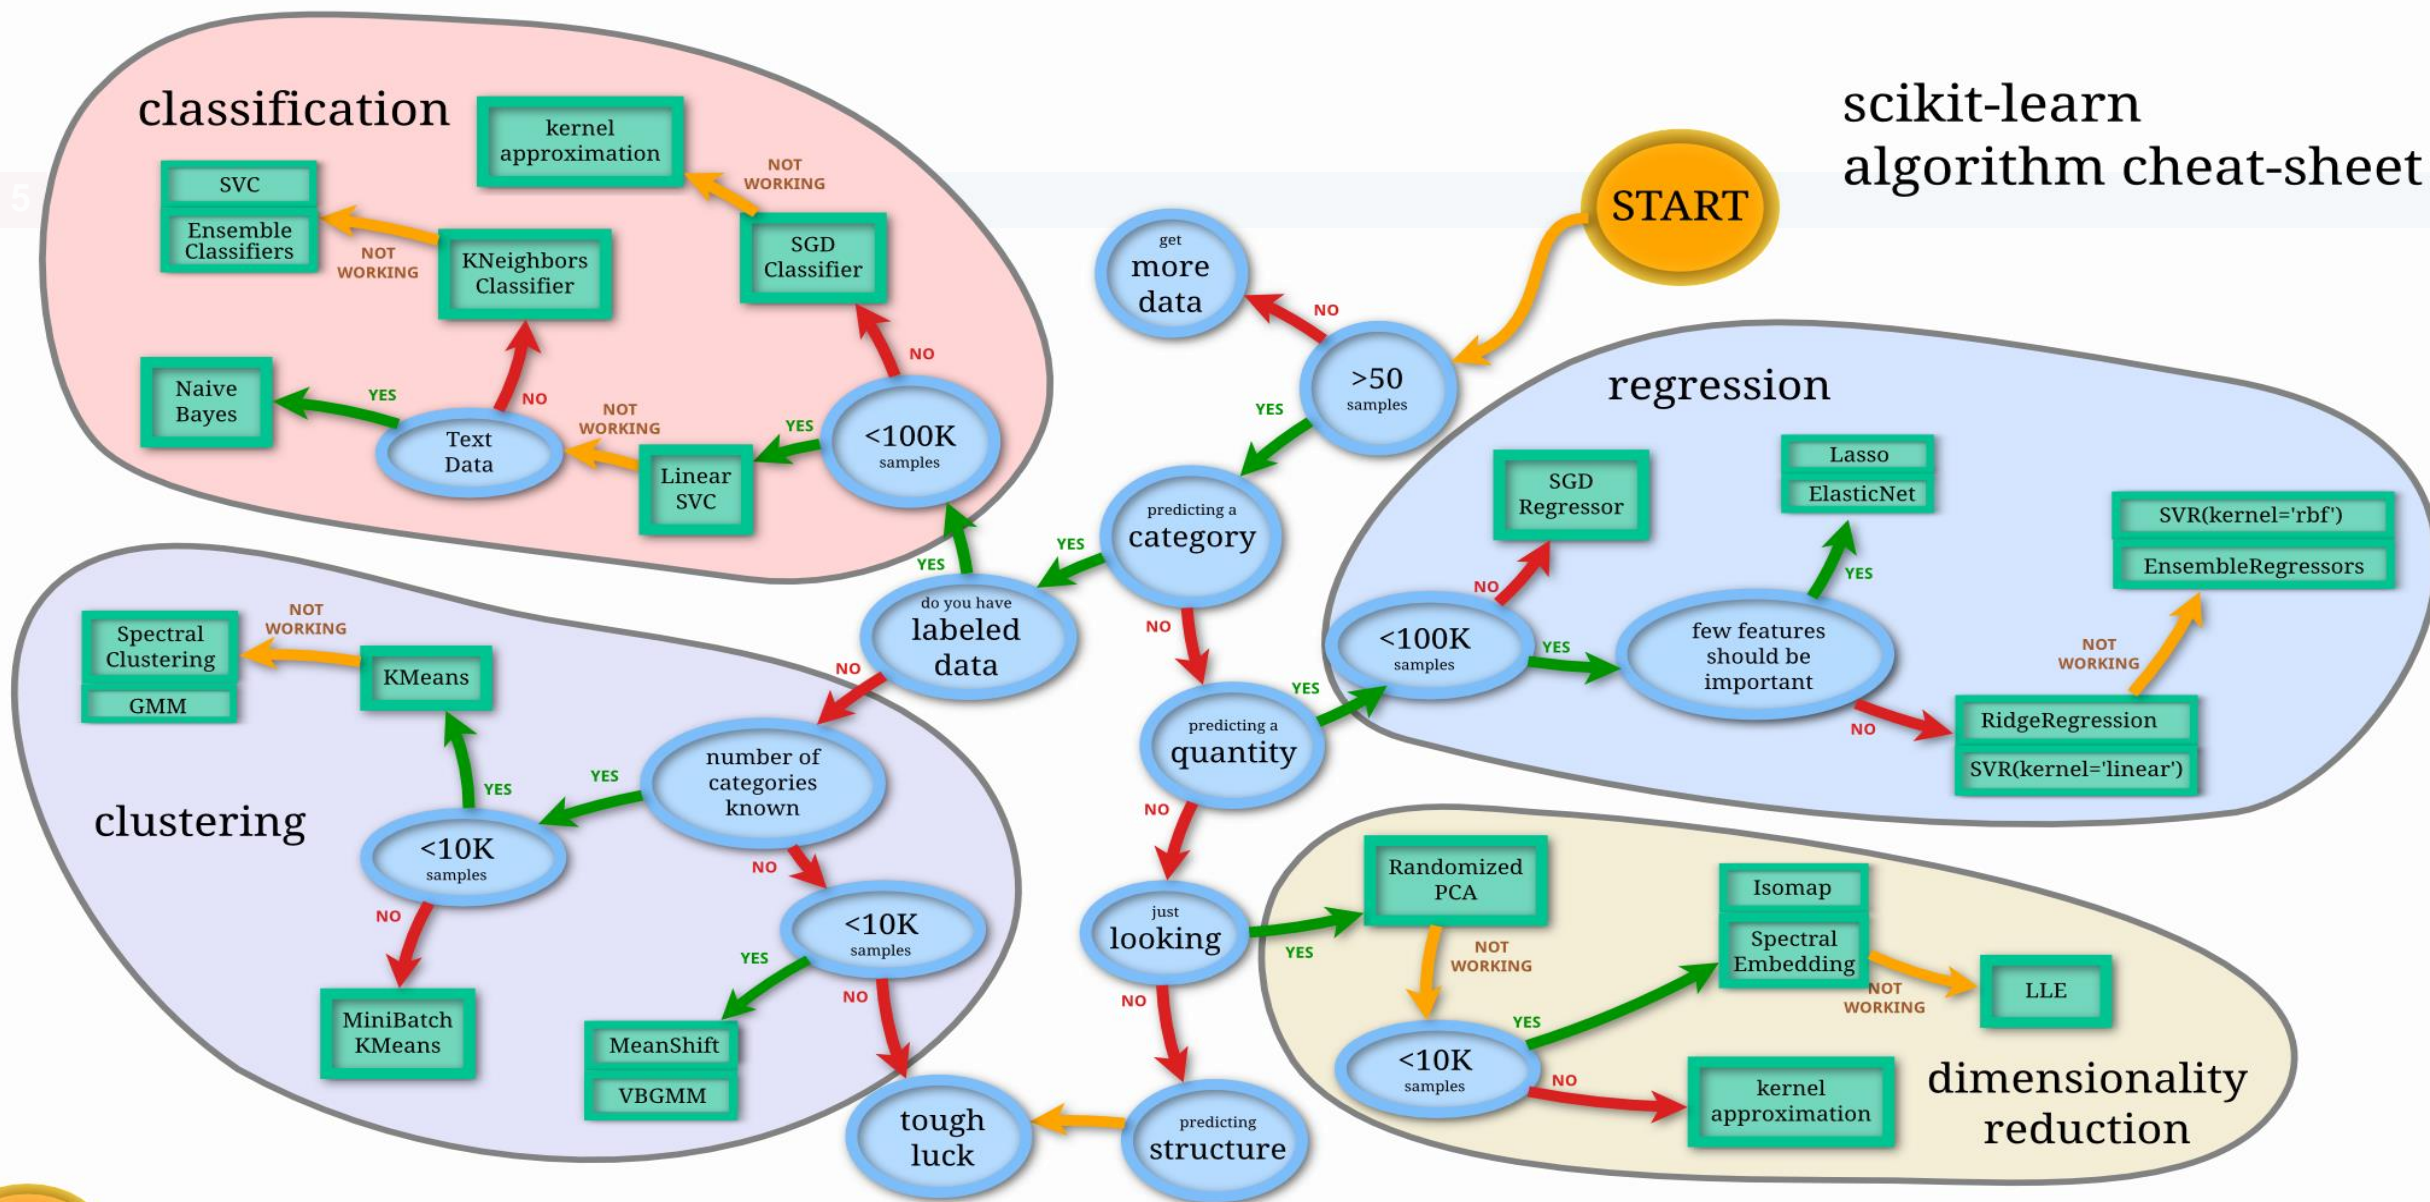 scikit-learn
algorithm cheat-sheet
START
classification
kernel
approximation
NOT
WORKING
SVC
Ensemble
Classifiers
NOT
WORKING
KNeighbors
Classifier
SGD
Classifier
NO
Naive
Bayes
YES
Text
Data
NO
NOT
WORKING
Linear
SVC
YES
<100K
samples
YES
5
get
more
data
NO
>50
samples
YES
predicting a
category
YES
NO
do you have
labeled
data
NO
predicting a
quantity
YES
NO
just
looking
YES
NO
predicting
structure
tough
luck
regression
SGD
Regressor
NO
<100K
samples
YES
Lasso
ElasticNet
YES
few features
should be
important
NO
SVR(kernel='rbf')
EnsembleRegressors
NOT
WORKING
RidgeRegression
SVR(kernel='linear')
clustering
Spectral
Clustering
GMM
NOT
WORKING
KMeans
YES
<10K
samples
NO
MiniBatch
KMeans
YES
number of
categories
known
NO
<10K
samples
YES
NO
MeanShift
VBGMM
Randomized
PCA
NOT
WORKING
<10K
samples
YES
NO
Isomap
Spectral
Embedding
NOT
WORKING
LLE
kernel
approximation
dimensionality
reduction